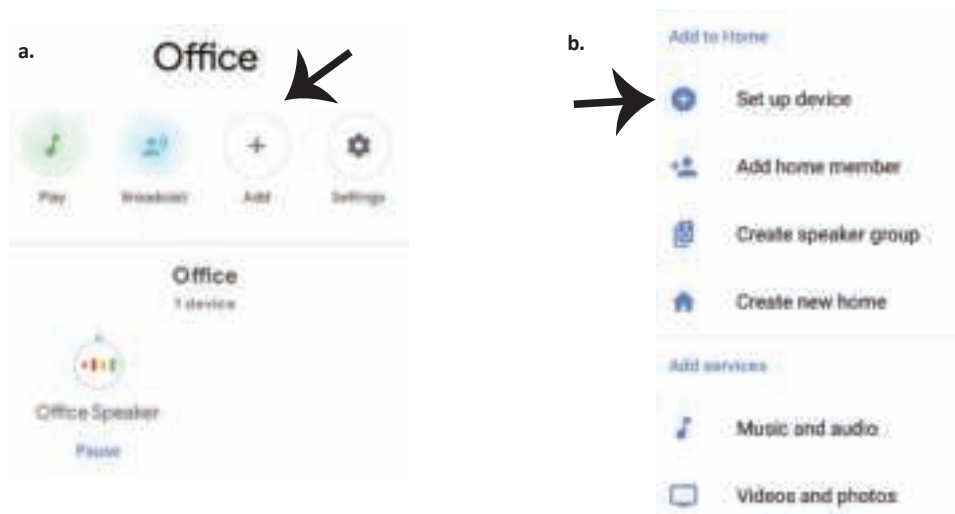 a.
Office
Play
Broadcast
Add
Settings
Office
1 device
Office Speaker
Pause
b.
Add to Home
Set up device
Add home member
Create speaker group
Create new home
Add services
Music and audio
Videos and photos